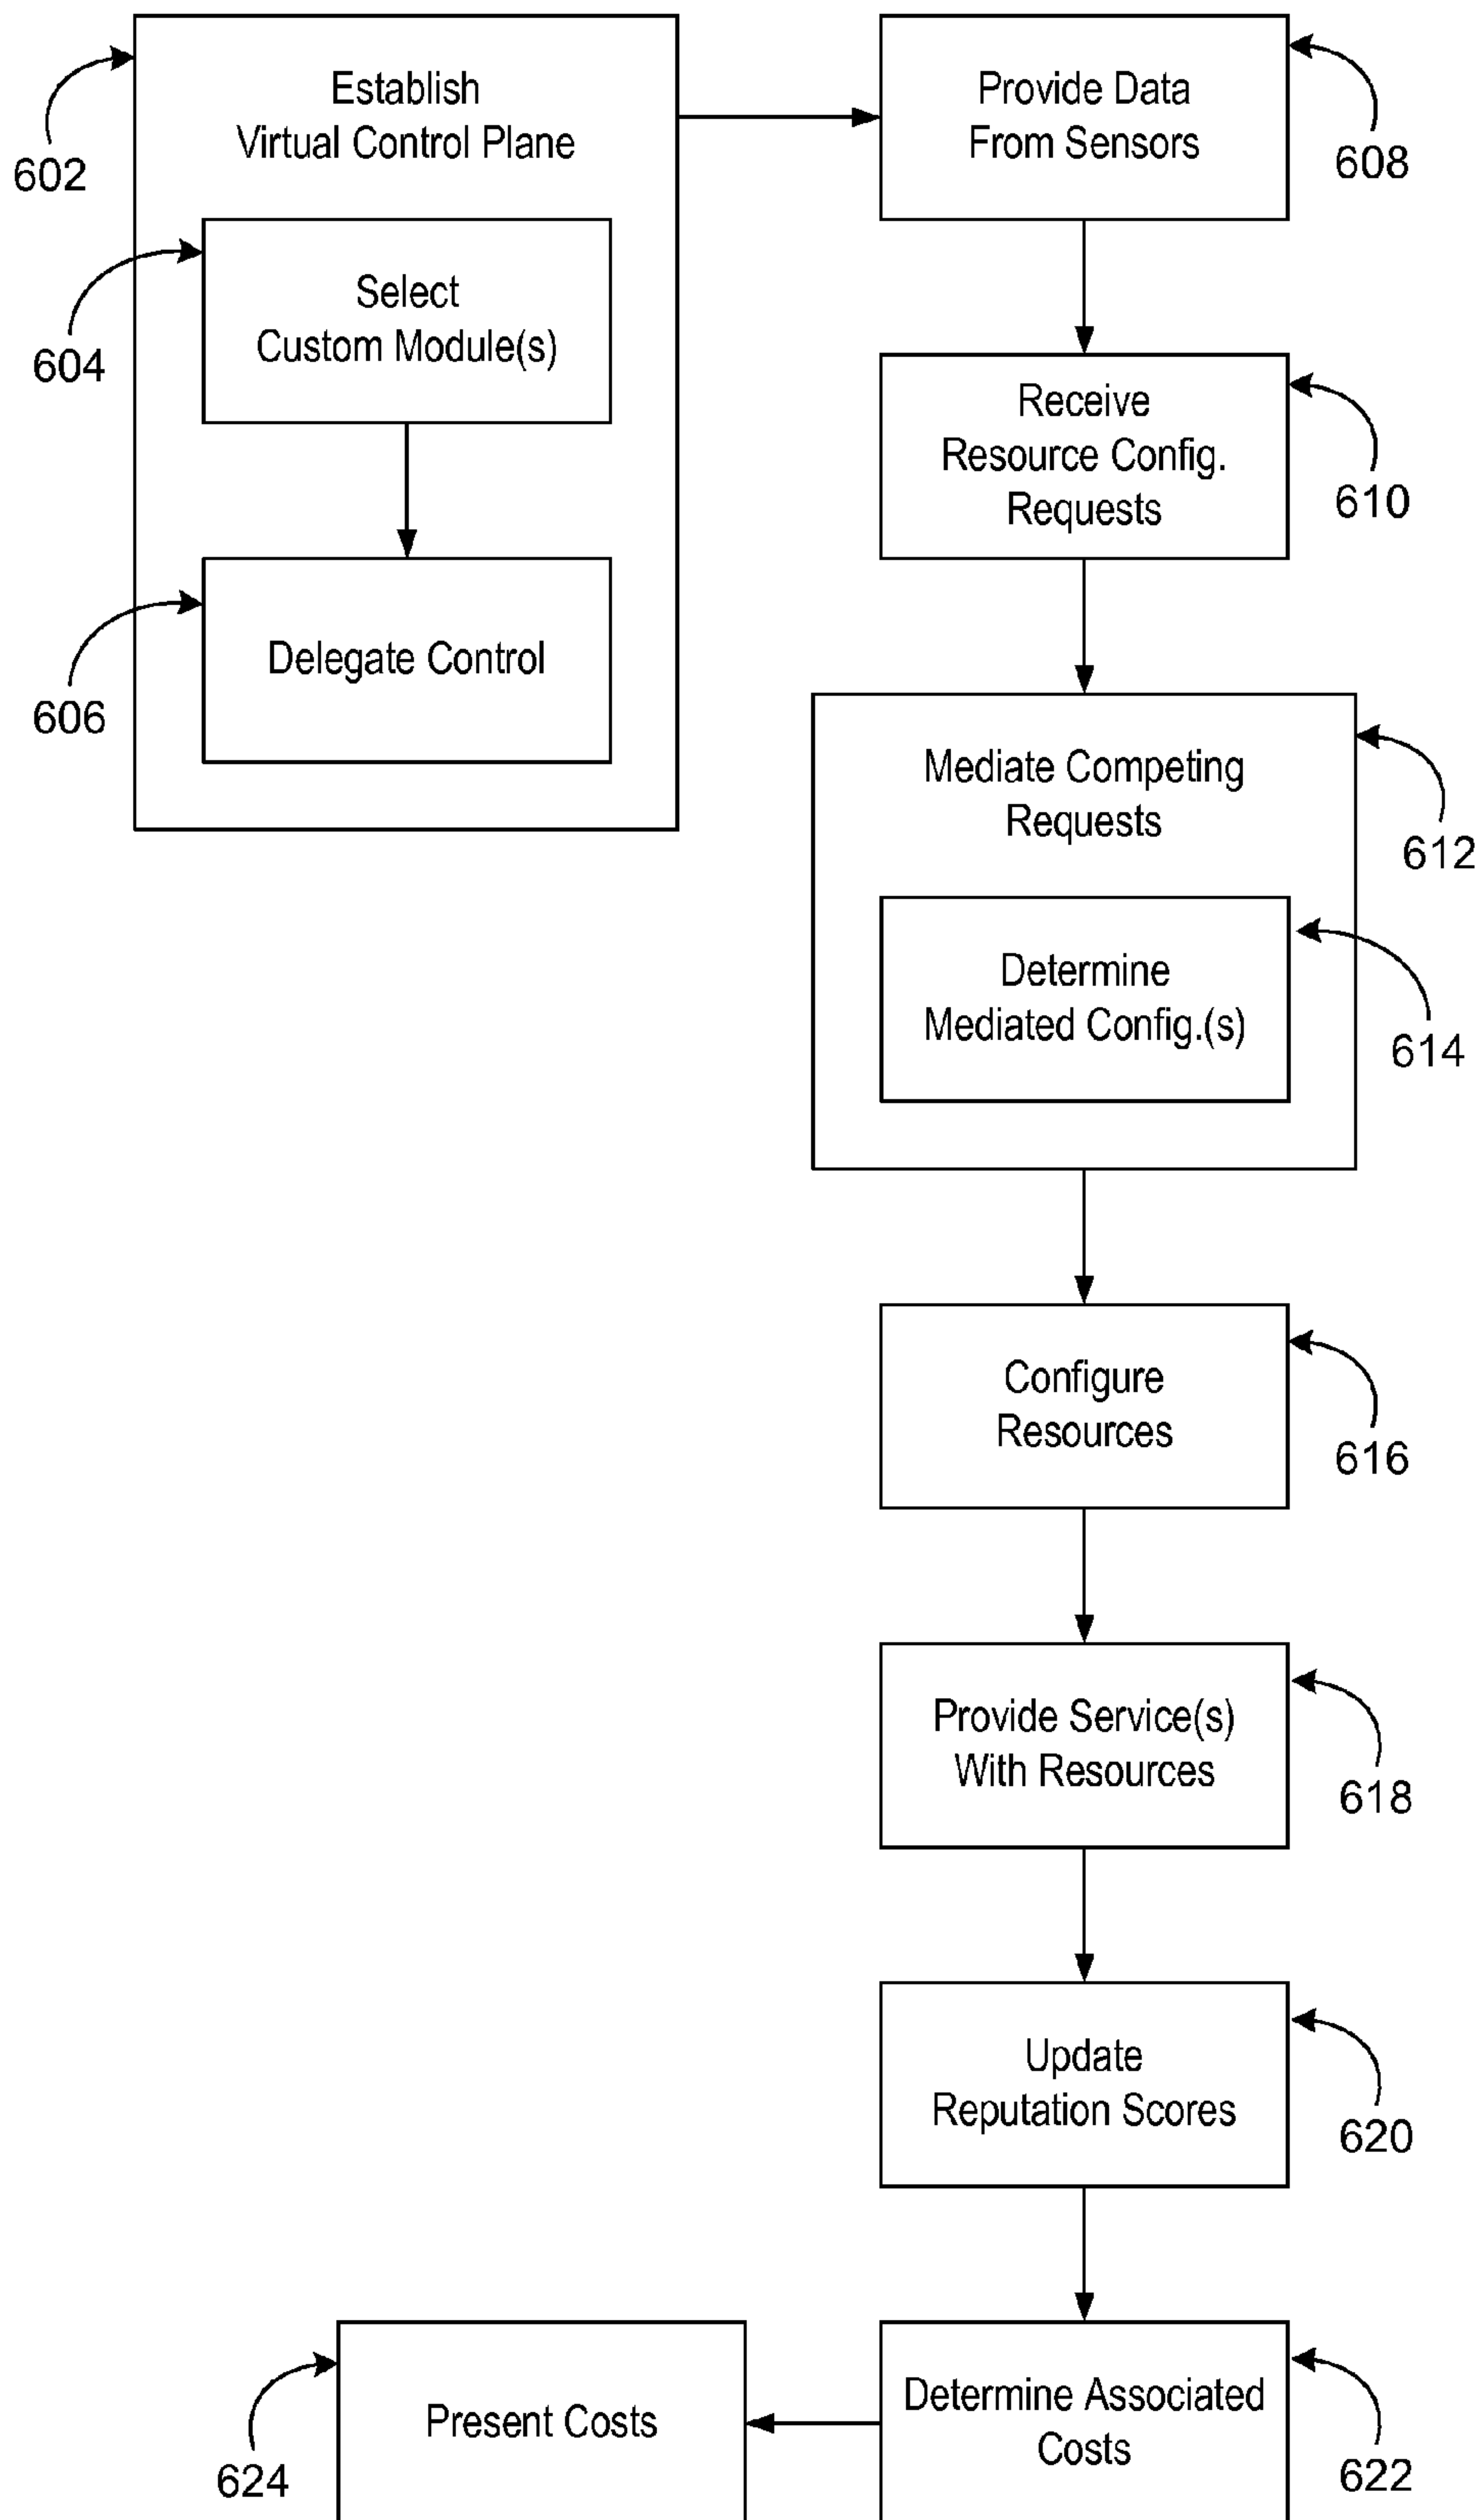 Establish
Virtual Control Plane
602
Select
Custom Module(s)
604
Delegate Control
606
Provide Data
From Sensors
608
Receive
Resource Config.
Requests
610
Mediate Competing
Requests
612
Determine
Mediated Config.(s)
614
Configure
Resources
616
Provide Service(s)
With Resources
618
Update
Reputation Scores
620
Determine Associated
Costs
622
Present Costs
624